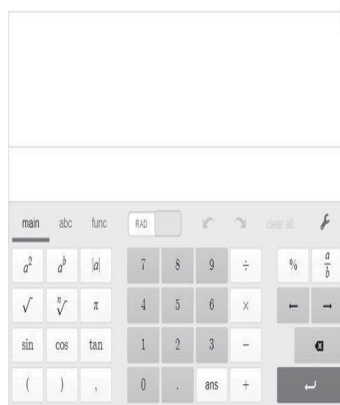 main abc func RAD clear all
a² aᵇ |a| 7 8 9 ÷ % a/b
√ ⁿ√ π 4 5 6 × ← →
sin cos tan 1 2 3 −
( ) , 0 . ans +